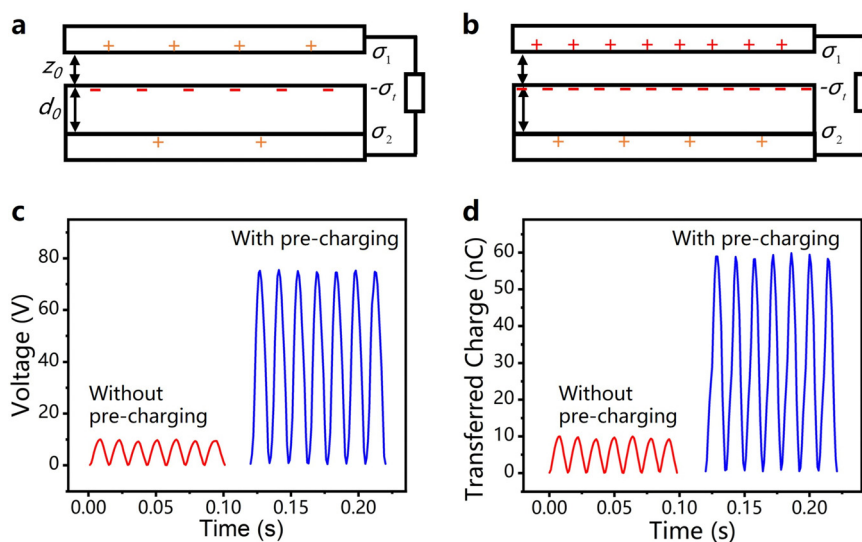 a
σ1
z0
-σt
d0
σ2
b
σ1
z0
-σt
d0
σ2
c
With pre-charging
Without
pre-charging
Voltage (V)
80
60
40
20
0
0.00 0.05 0.10 0.15 0.20
Time (s)
d
With pre-charging
Without
pre-charging
Transferred Charge (nC)
60
50
40
30
20
10
0
0.00 0.05 0.10 0.15 0.20
Time (s)